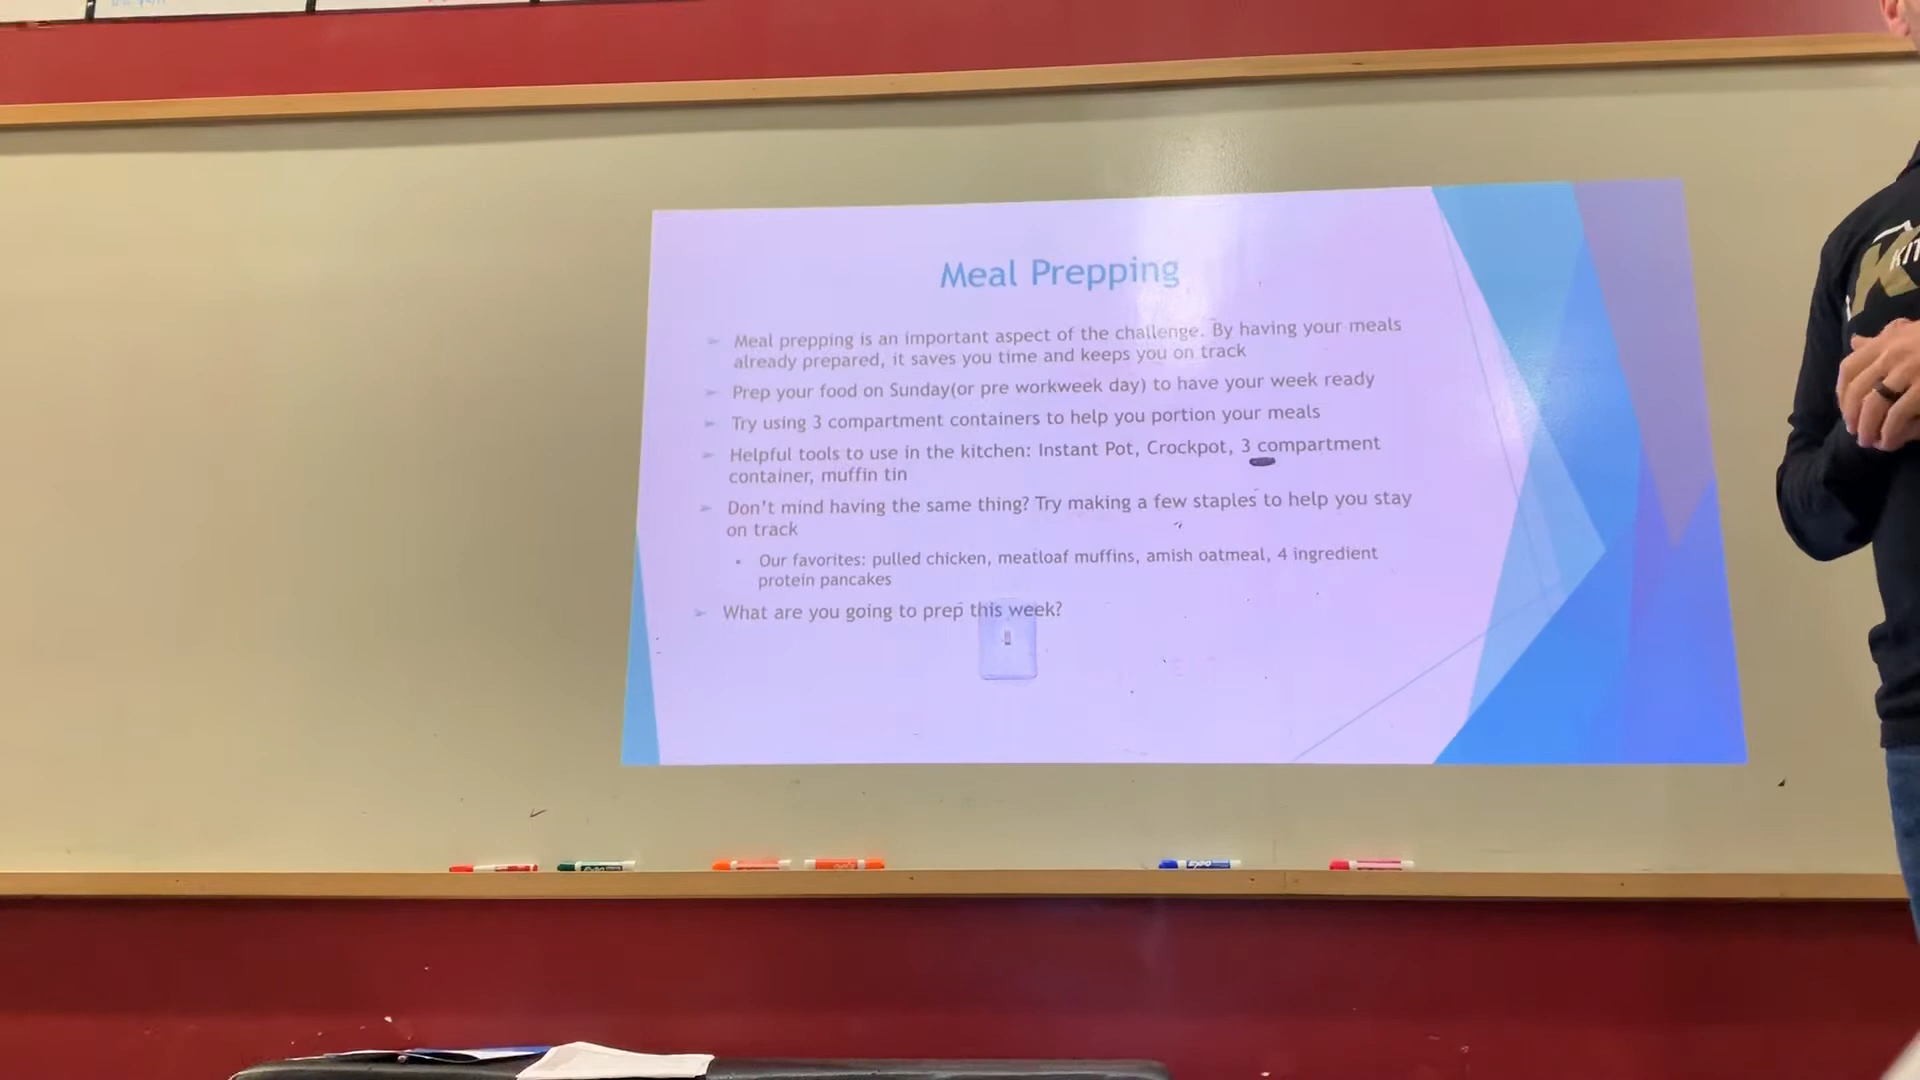 Meal Prepping
Meal prepping is an important aspect of the challenge. By having your meals
already prepared, it saves you time and keeps you on track
Prep your food on Sunday(or pre workweek day) to have your week ready
Try using 3 compartment containers to help you portion your meals
Helpful tools to use in the kitchen: Instant Pot, Crockpot, 3 compartment
container, muffin tin
Don't mind having the same thing? Try making a few staples to help you stay
on track
Our favorites: pulled chicken, meatloaf muffins, amish oatmeal, 4 ingredient
protein pancakes
What are you going to prep this week?
EXPO